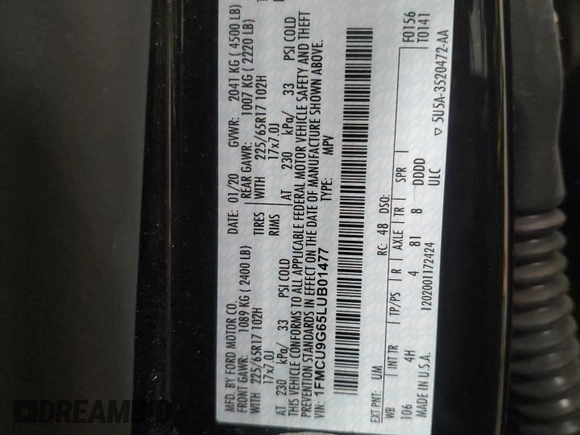 MFD. BY FORD MOTOR CO.
DATE: 01/20 GVWR: 2041 KG ( 4500 LB)
FRONT GAWR: 1089 KG ( 2400 LB) REAR GAWR: 1007 KG ( 2220 LB)
WITH 225/65R17 102H TIRES WITH 225/65R17 102H
17x7.0J RIMS 17x7.0J
AT 230 kPa/ 33 PSI COLD AT 230 kPa/ 33 PSI COLD
THIS VEHICLE CONFORMS TO ALL APPLICABLE FEDERAL MOTOR VEHICLE SAFETY AND THEFT
PREVENTION STANDARDS IN EFFECT ON THE DATE OF MANUFACTURE SHOWN ABOVE.
VIN: 1FMCU9G65LUB01477 TYPE: MPV
F0156
T0141
EXT PNT: UM RC: 48 DSO:
WB INT TR TP/PS R AXLE TR SPR
106 4H 4 81 8 DDDD
MADE IN U.S.A. 1202001172424 ULC
▽ 5U5A-3520472-AA